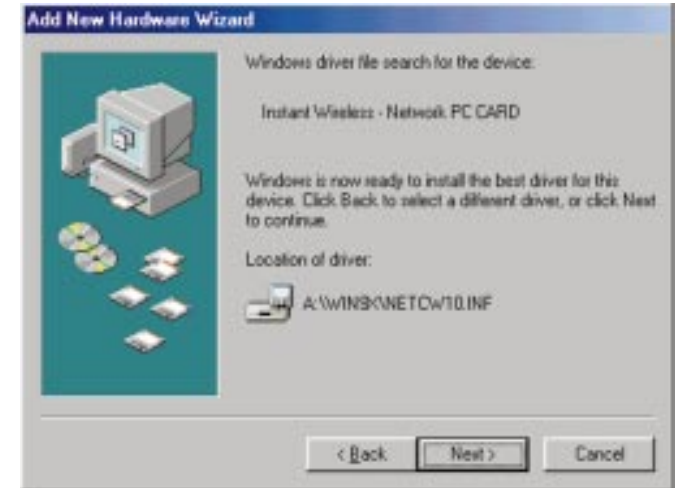 Add New Hardware Wizard
Windows driver file search for the device:
Instant Wireless - Network PC CARD
Windows is now ready to install the best driver for this
device. Click Back to select a different driver, or click Next
to continue.
Location of driver:
A:\WIN9X\NETCW10.INF
< Back
Next >
Cancel